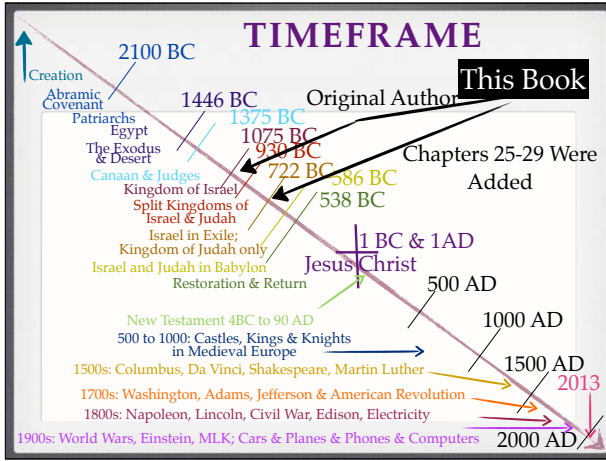 TIMEFRAME
2100 BC
This Book
Creation
Original Author
Abramic
Covenant
Patriarchs
1446 BC
Egypt
1375 BC
1075 BC
The Exodus
& Desert
930 BC
Chapters 25-29 Were
Added
722 BC
Canaan & Judges
586 BC
Kingdom of Israel
538 BC
Split Kingdoms of
Israel & Judah
Israel in Exile;
Kingdom of Judah only
1 BC & 1AD
Israel and Judah in Babylon
Jesus Christ
Restoration & Return
500 AD
New Testament 4BC to 90 AD
1000 AD
500 to 1000: Castles, Kings & Knights
in Medieval Europe
1500 AD
1500s: Columbus, Da Vinci, Shakespeare, Martin Luther
2013
1700s: Washington, Adams, Jefferson & American Revolution
1800s: Napoleon, Lincoln, Civil War, Edison, Electricity
1900s: World Wars, Einstein, MLK; Cars & Planes & Phones & Computers
2000 AD